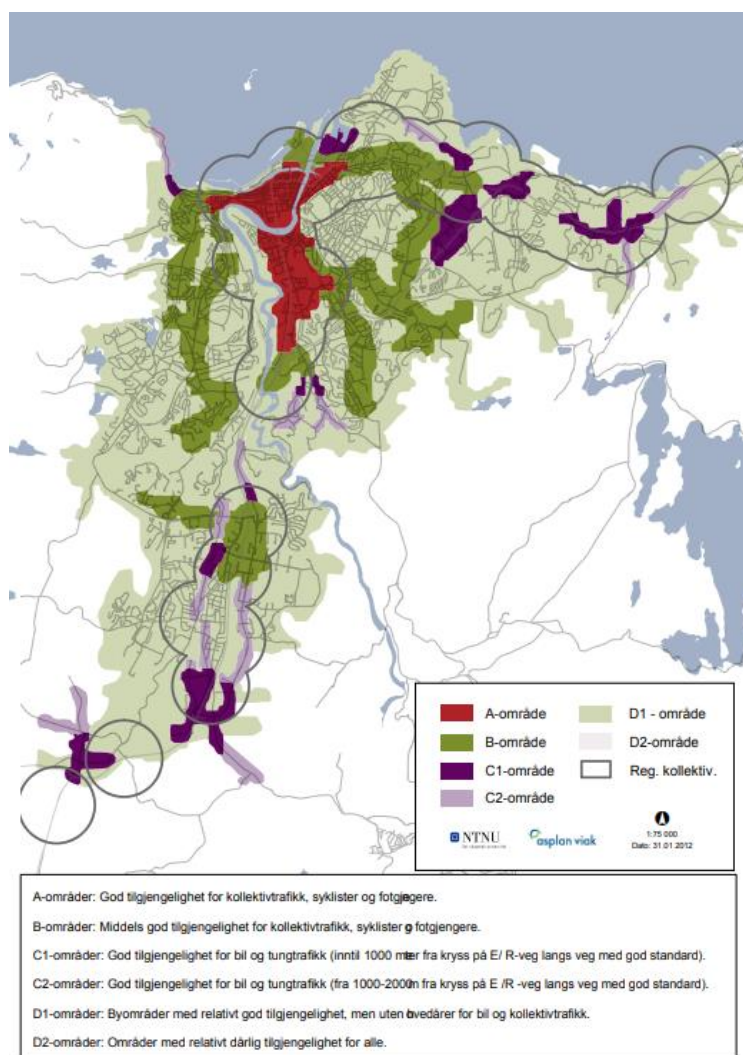 A-område
B-område
C1-område
C2-område
D1 - område
D2-område
Reg. kollektiv.
NTNU
asplan viak
1:75 000
Dato: 31.01.2012
A-områder: God tilgjengelighet for kollektivtrafikk, syklister og fotgjengere.
B-områder: Middels god tilgjengelighet for kollektivtrafikk, syklister og fotgjengere.
C1-områder: God tilgjengelighet for bil og tungtrafikk (inntil 1000 meter fra kryss på E/ R-veg langs veg med god standard).
C2-områder: God tilgjengelighet for bil og tungtrafikk (fra 1000-2000m fra kryss på E /R -veg langs veg med god standard).
D1-områder: Byområder med relativt god tilgjengelighet, men uten hovedårer for bil og kollektivtrafikk.
D2-områder: Områder med relativt dårlig tilgjengelighet for alle.